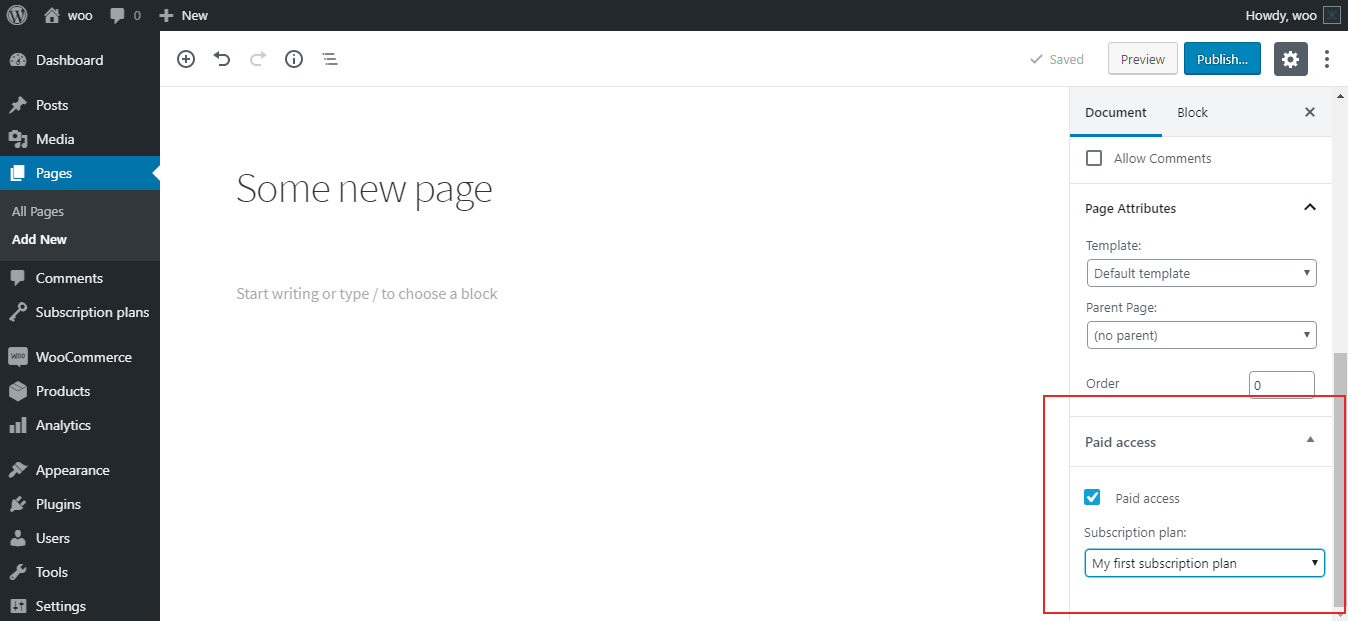 woo 0 New Howdy, woo
Dashboard
Posts
Media
Pages
All Pages
Add New
Comments
Subscription plans
WOO WooCommerce
Products
Analytics
Appearance
Plugins
Users
Tools
Settings
Saved Preview Publish...
Some new page
Start writing or type / to choose a block
Document Block
Allow Comments
Page Attributes
Template:
Default template
Parent Page:
(no parent)
Order 0
Paid access
Paid access
Subscription plan:
My first subscription plan